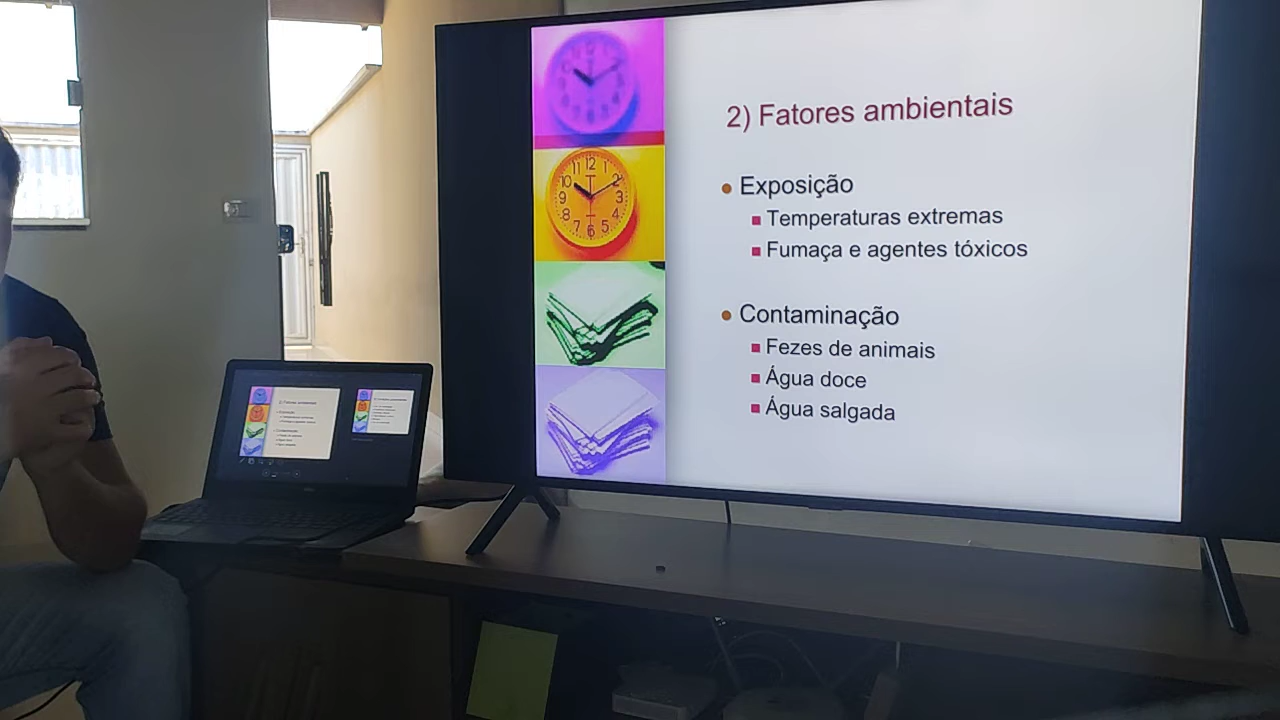 2) Fatores ambientais
Exposição
Temperaturas extremas
Fumaça e agentes tóxicos
Contaminação
Fezes de animais
Água doce
Água salgada